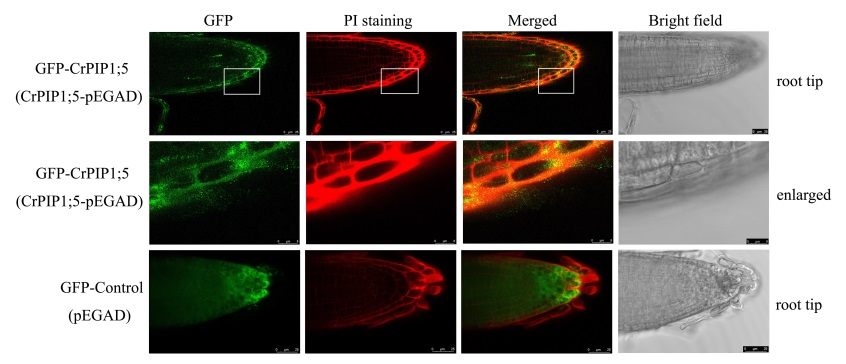 GFP PI staining Merged Bright field
GFP-CrPIP1;5
(CrPIP1;5-pEGAD)
root tip
GFP-CrPIP1;5
(CrPIP1;5-pEGAD)
enlarged
GFP-Control
(pEGAD)
root tip